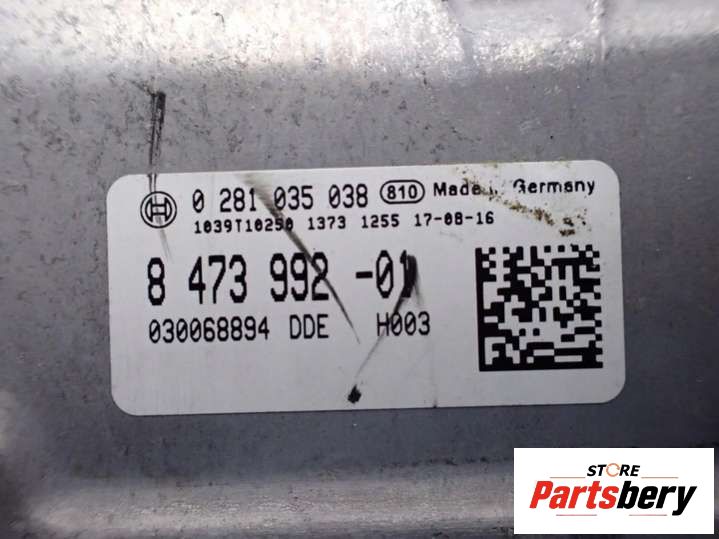 0 281 035 038 810 Made in Germany
1039T10250 1373 1255 17-08-16
8 473 992 -01
030068894 DDE H003
STORE
Partsbery